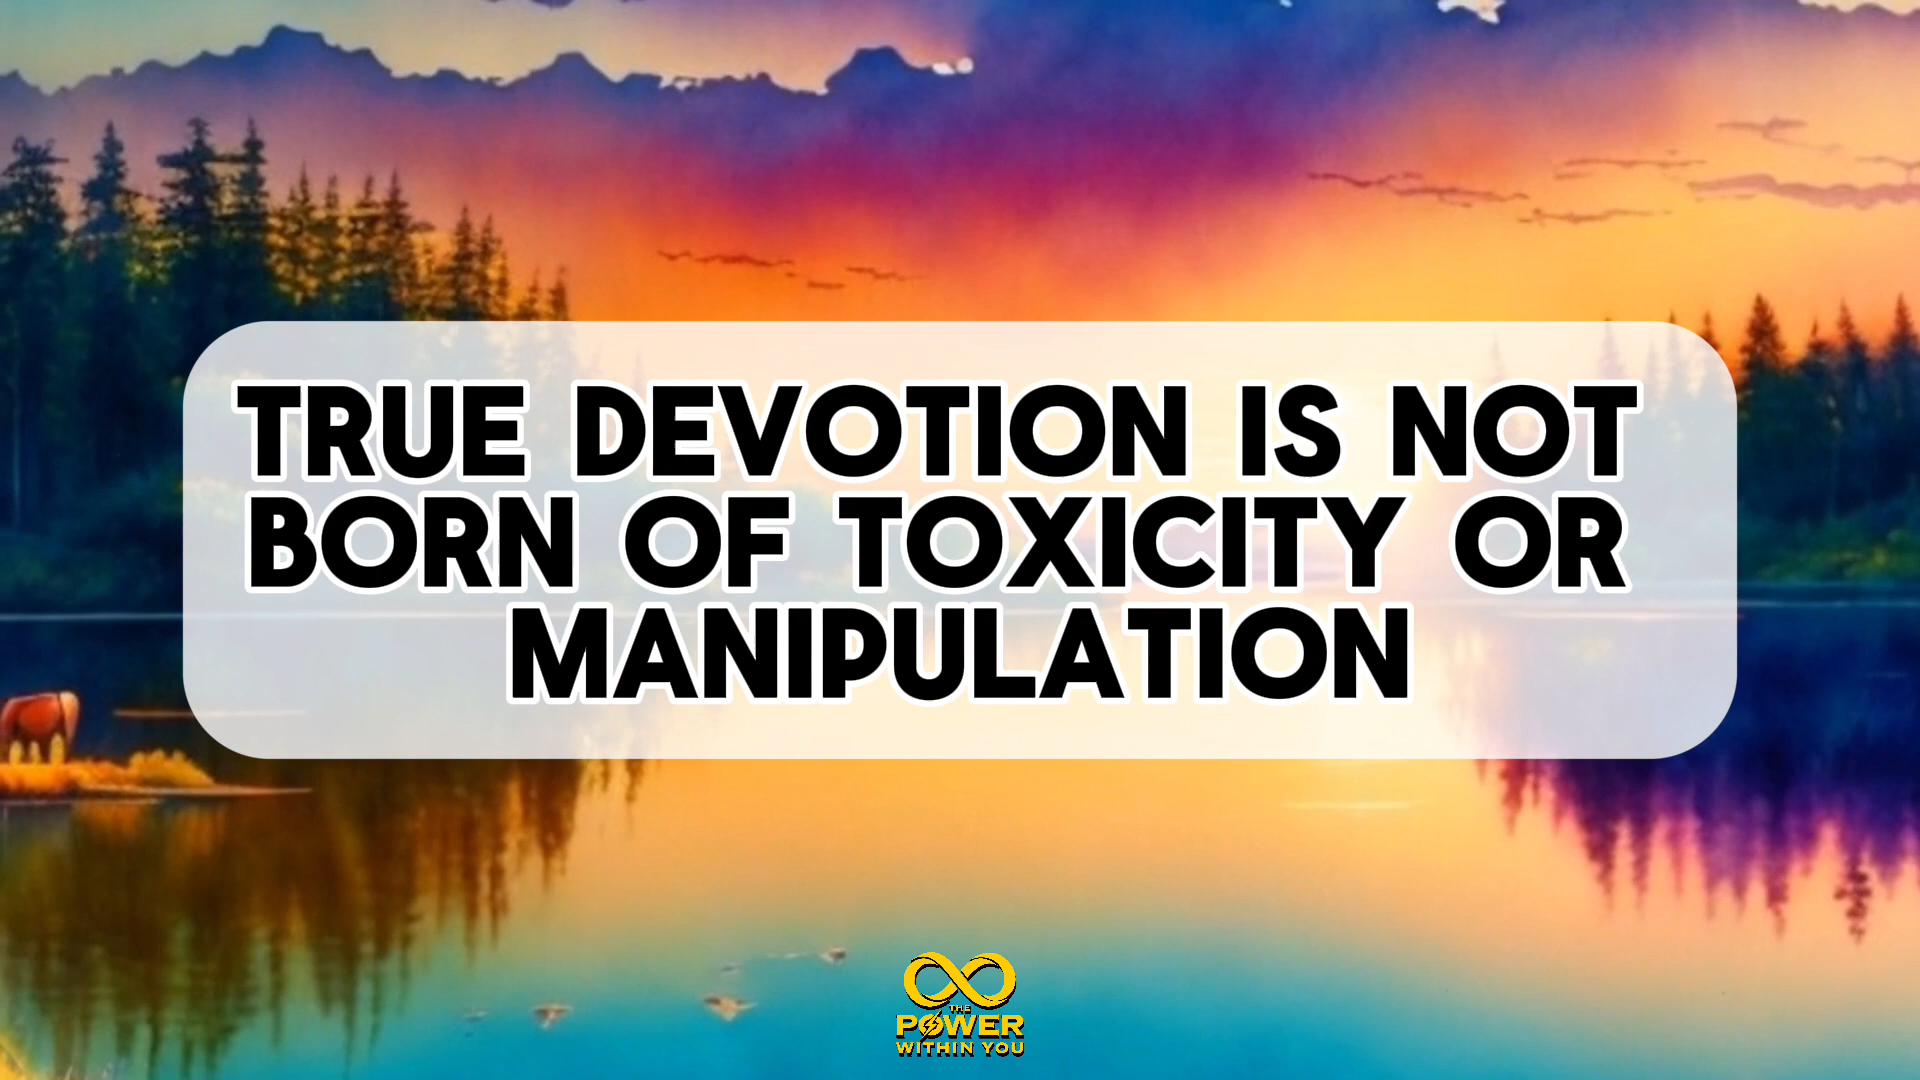 TRUE DEVOTION IS NOT
BORN OF TOXICITY OR
MANIPULATION
THE
POWER
WITHIN YOU